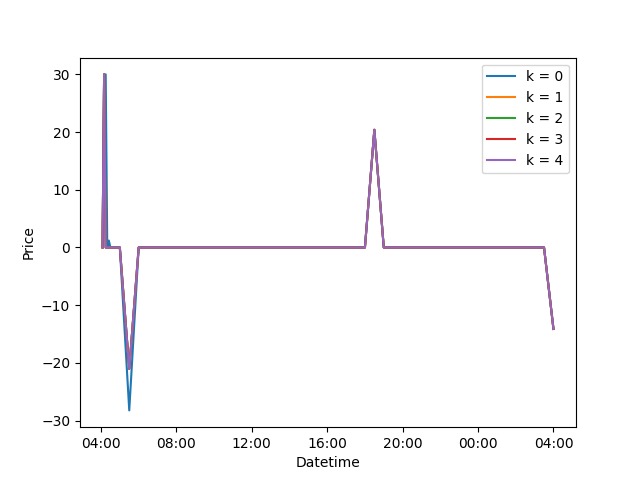 30
20
10
0
−10
−20
−30
Price
04:00 08:00 12:00 16:00 20:00 00:00 04:00
Datetime
k = 0
k = 1
k = 2
k = 3
k = 4